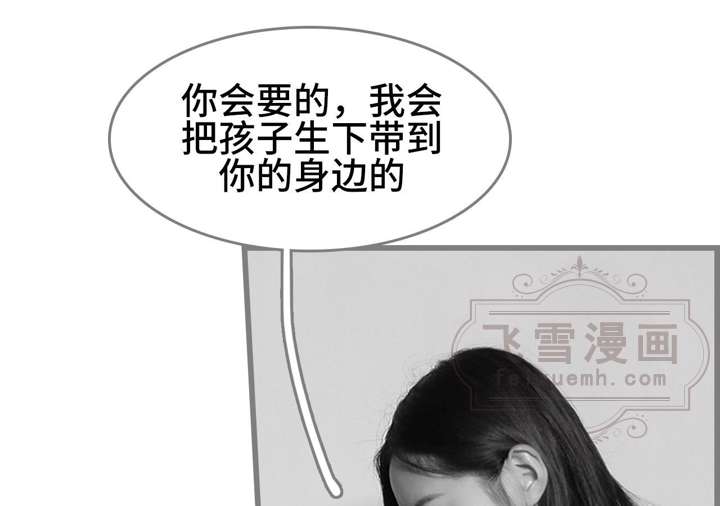 你会要的，我会
把孩子生下带到
你的身边的
飞雪漫画
feixuemh.com